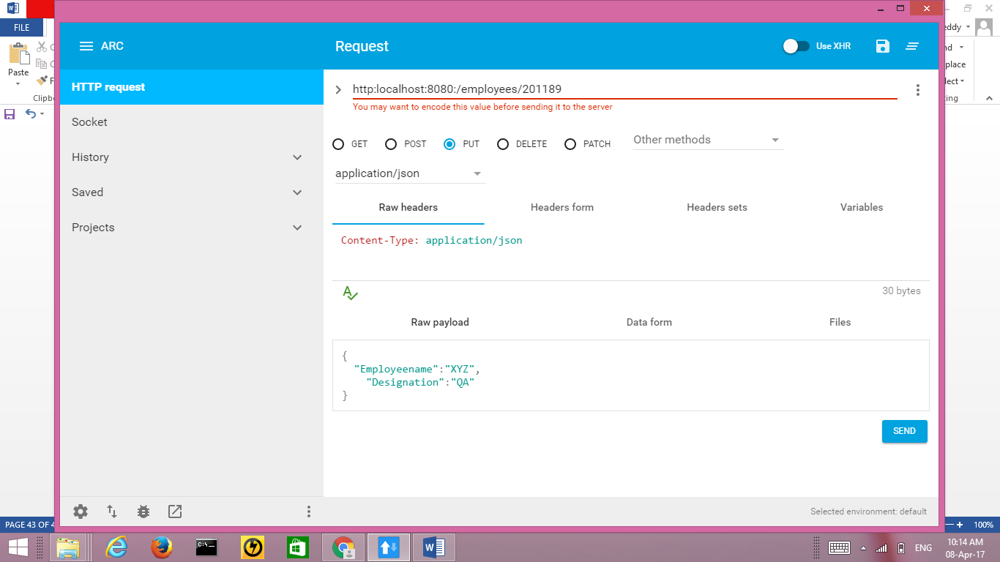 FILE
eddy
Paste
Clipb
nd
place
lect
ing
ARC
Request
Use XHR
HTTP request
Socket
History
Saved
Projects
http:localhost:8080:/employees/201189
You may want to encode this value before sending it to the server
GET POST PUT DELETE PATCH Other methods
application/json
Raw headers Headers form Headers sets Variables
Content-Type: application/json
30 bytes
Raw payload Data form Files
{
"Employeename":"XYZ",
"Designation":"QA"
}
SEND
Selected environment: default
PAGE 43 OF 4
100%
ENG
10:14 AM
08-Apr-17